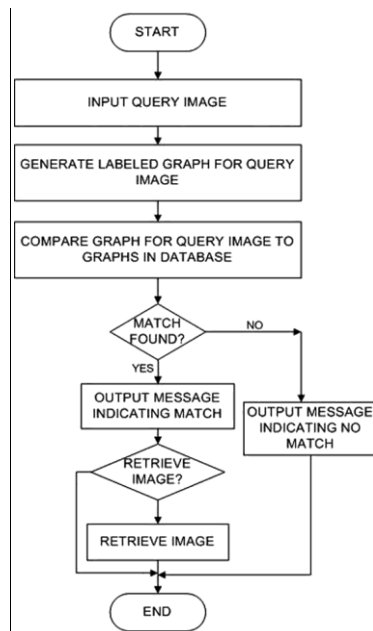 START
INPUT QUERY IMAGE
GENERATE LABELED GRAPH FOR QUERY
IMAGE
COMPARE GRAPH FOR QUERY IMAGE TO
GRAPHS IN DATABASE
MATCH
FOUND?
NO
YES
OUTPUT MESSAGE
INDICATING MATCH
OUTPUT MESSAGE
INDICATING NO
MATCH
RETRIEVE
IMAGE?
RETRIEVE IMAGE
END